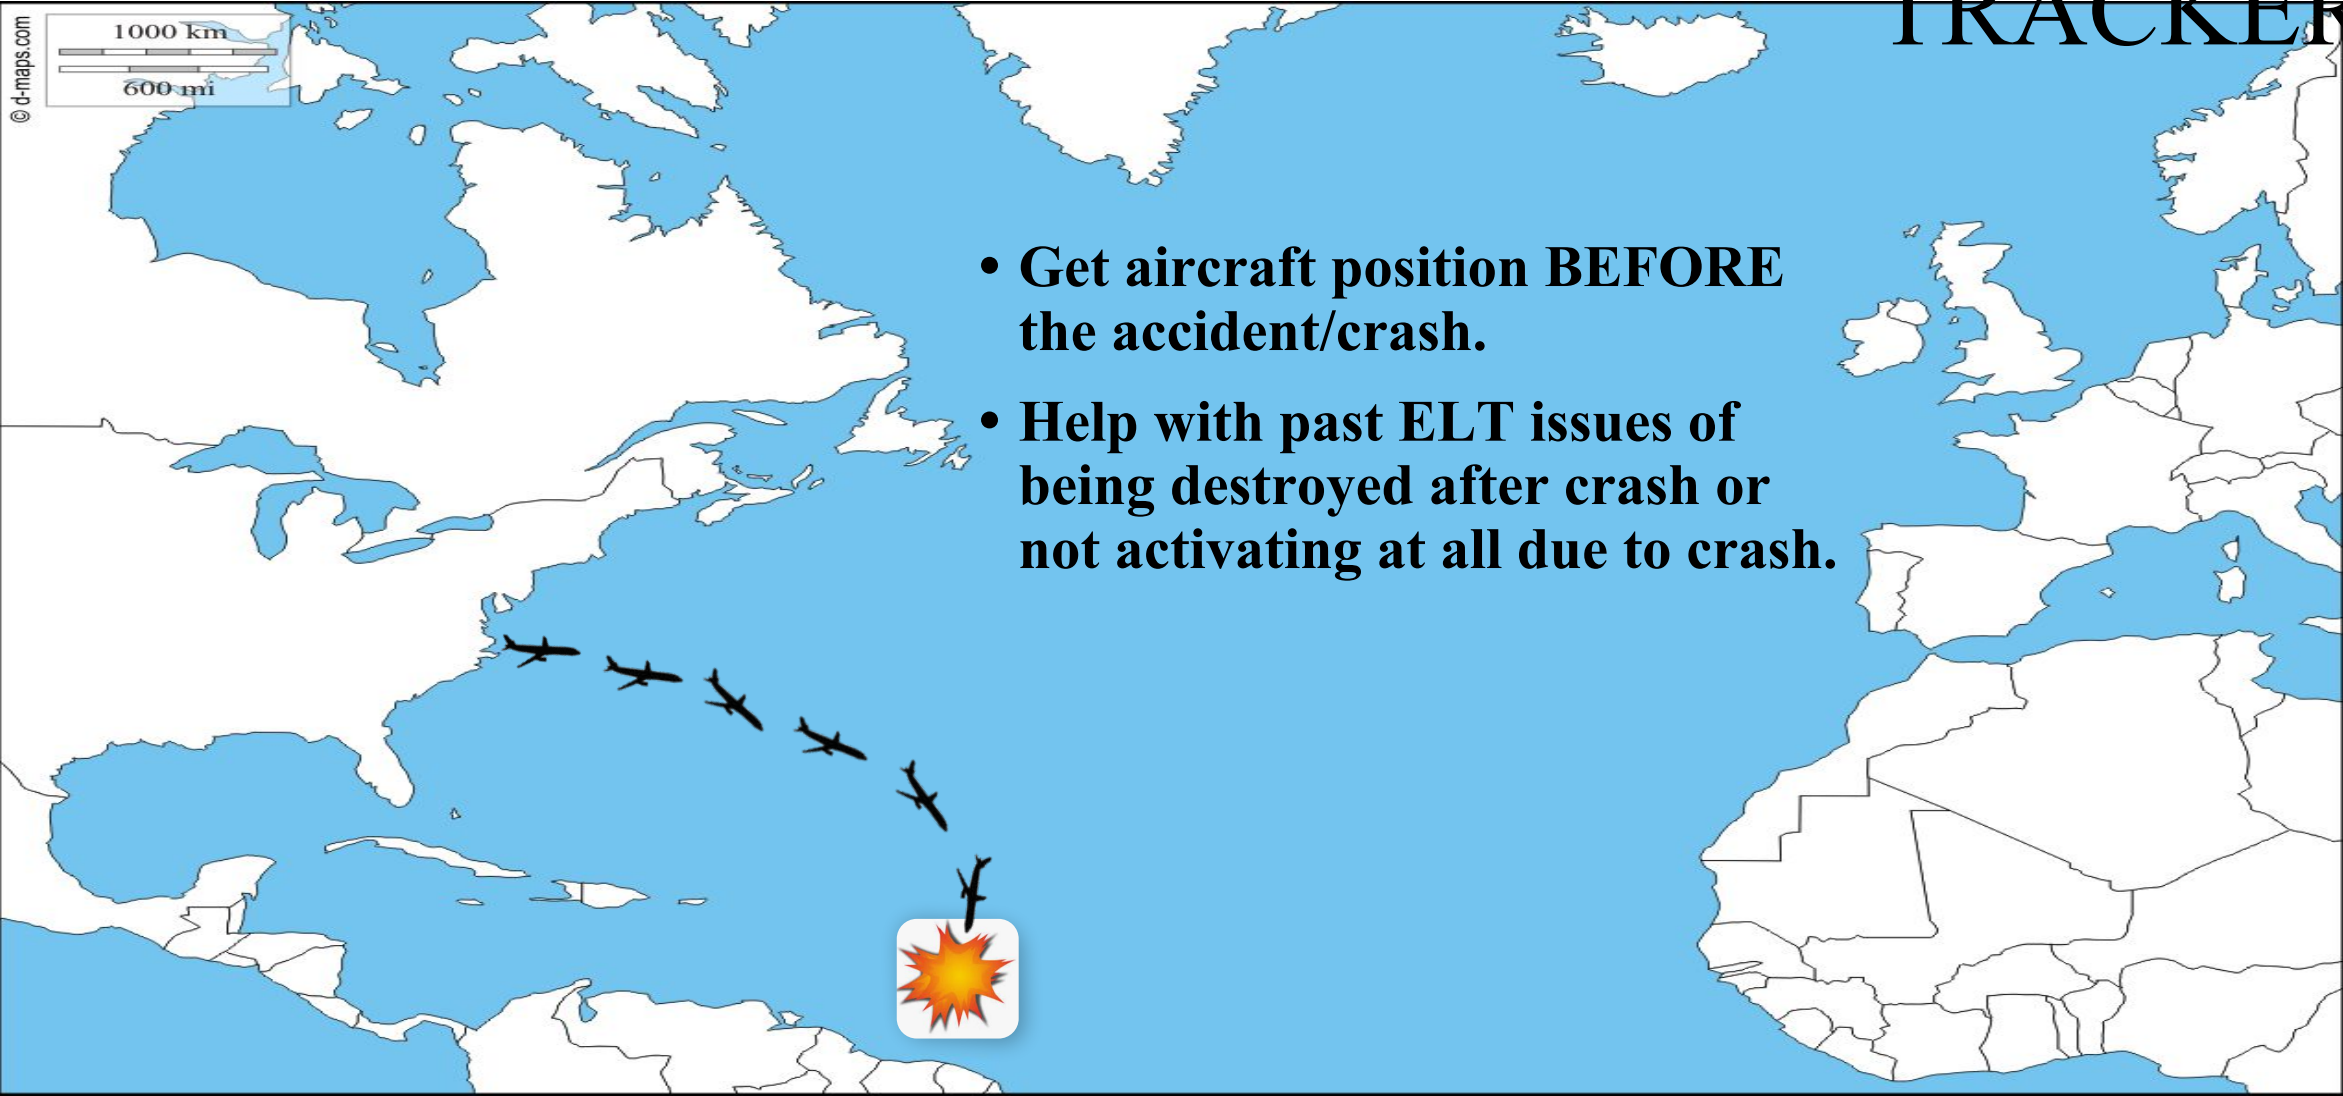 TRACKER
© d-maps.com
1000 km
600 mi
• Get aircraft position BEFORE
the accident/crash.
• Help with past ELT issues of
being destroyed after crash or
not activating at all due to crash.